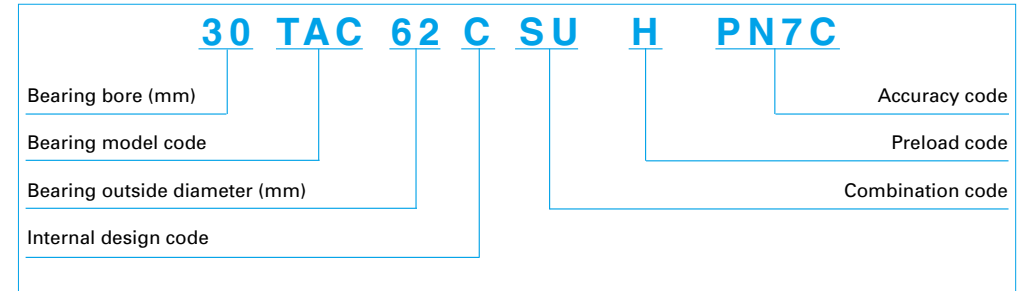 30 TAC 62 C SU H PN7C
Bearing bore (mm) Accuracy code
Bearing model code Preload code
Bearing outside diameter (mm) Combination code
Internal design code